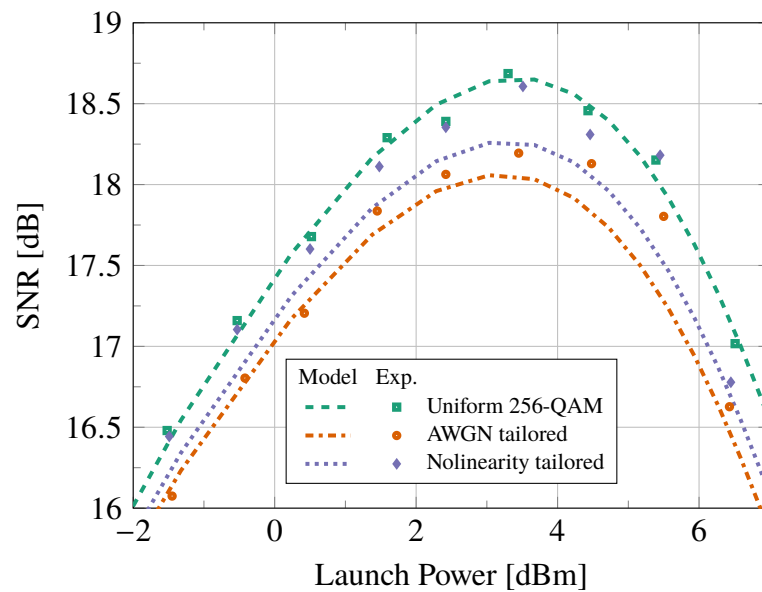 19
18.5
18
17.5
17
16.5
16
SNR [dB]
Model Exp.
Uniform 256-QAM
AWGN tailored
Nolinearity tailored
−2 0 2 4 6
Launch Power [dBm]